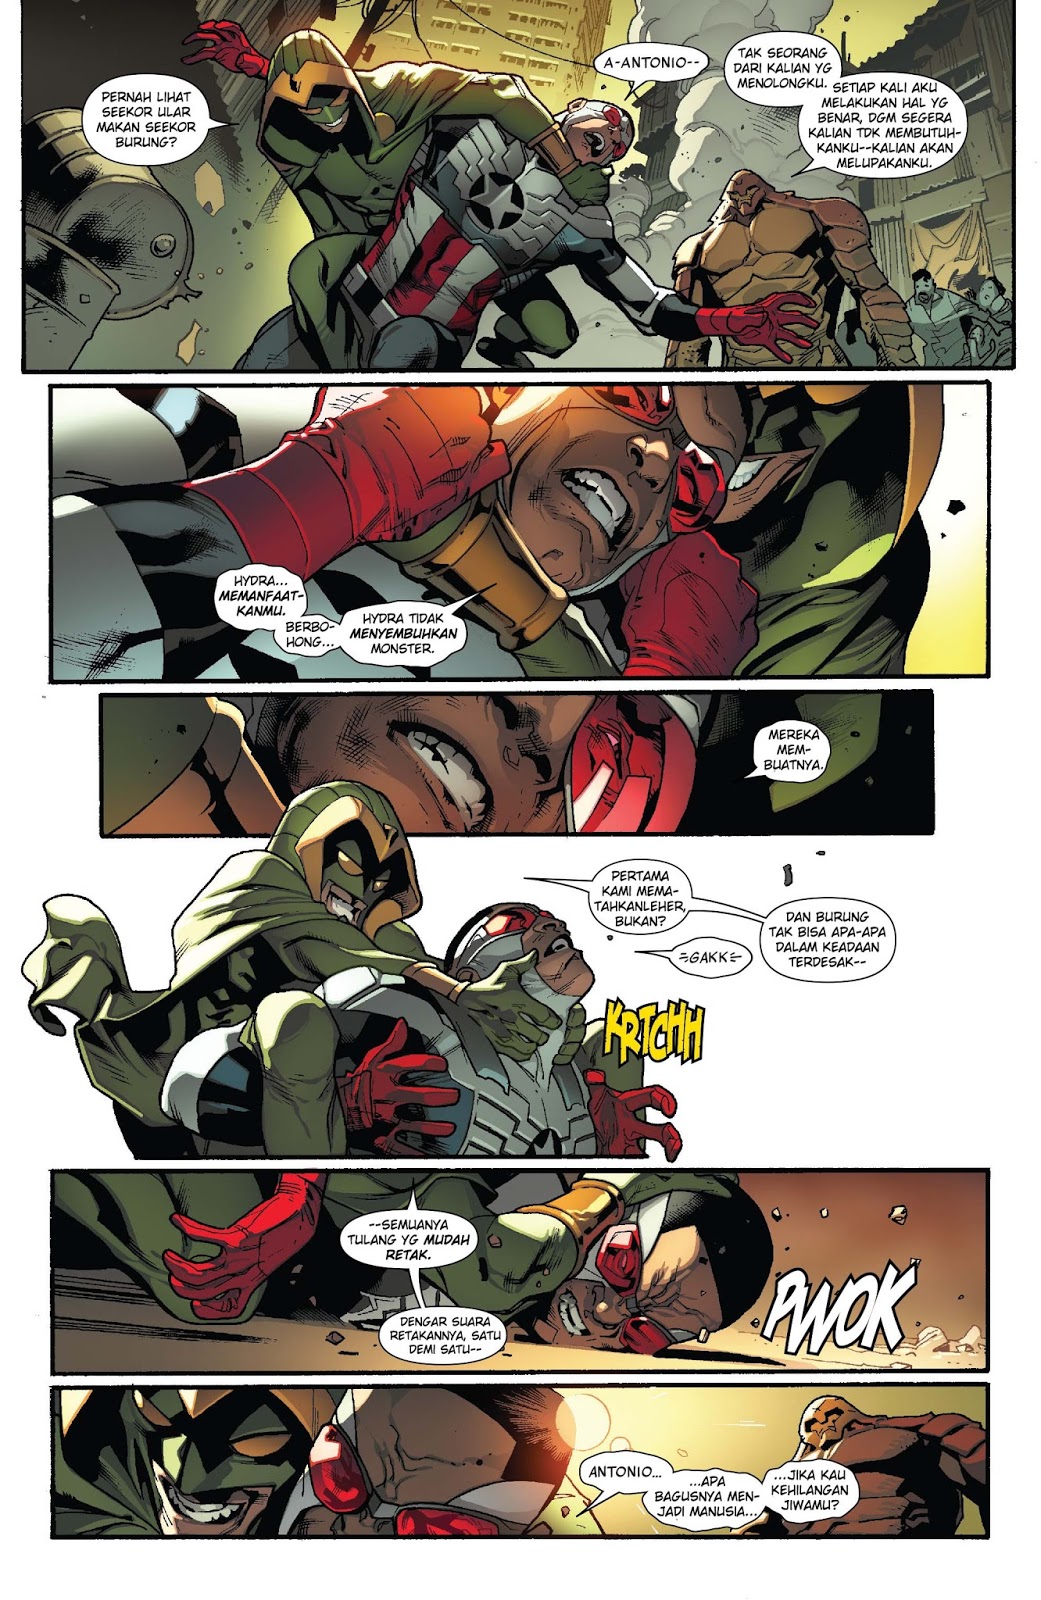 PERNAH LIHAT
SEEKOR ULAR
MAKAN SEEKOR
BURUNG?
A-ANTONIO--
TAK SEORANG
DARI KALIAN YG
MENOLONGKU.
SETIAP KALI AKU
MELAKUKAN HAL YG
BENAR, DGM SEGERA
KALIAN TDK MEMBUTUH-
KANKU--KALIAN AKAN
MELUPAKANKU.
HYDRA...
MEMANFAAT-
KANMU.
BERBO-
HONG...
HYDRA TIDAK
MENYEMBUHKAN
MONSTER.
MEREKA
MEM-
BUATNYA.
PERTAMA
KAMI MEMA-
TAHKANLEHER,
BUKAN?
DAN BURUNG
TAK BISA APA-APA
DALAM KEADAAN
TERDESAK--
GAKK
KRTCHH
--SEMUANYA
TULANG YG MUDAH
RETAK.
DENGAR SUARA
RETAKANNYA, SATU
DEMI SATU--
PWOK
ANTONIO...
...APA
BAGUSNYA MEN-
JADI MANUSIA...
...JIKA KAU
KEHILANGAN
JIWAMU?